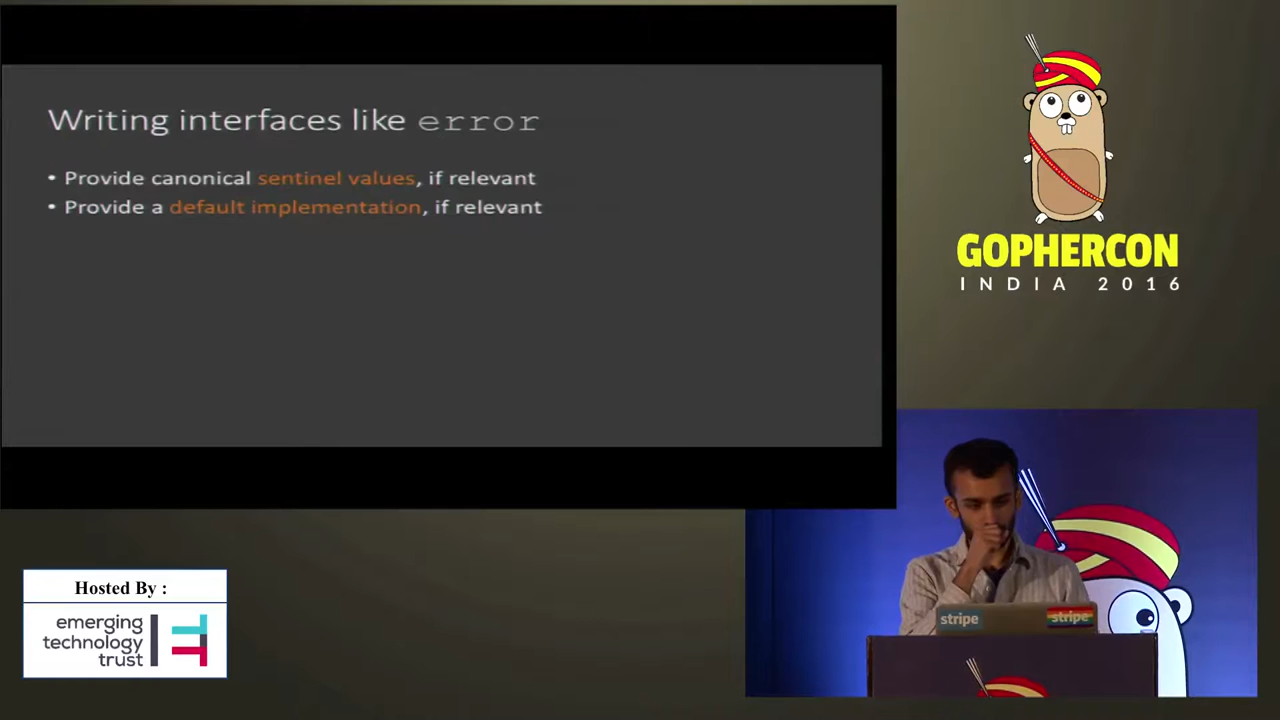 Writing interfaces like error
• Provide canonical sentinel values, if relevant
• Provide a default implementation, if relevant
GOPHERCON
INDIA 2016
Hosted By :
emerging
technology
trust
stripe
stripe